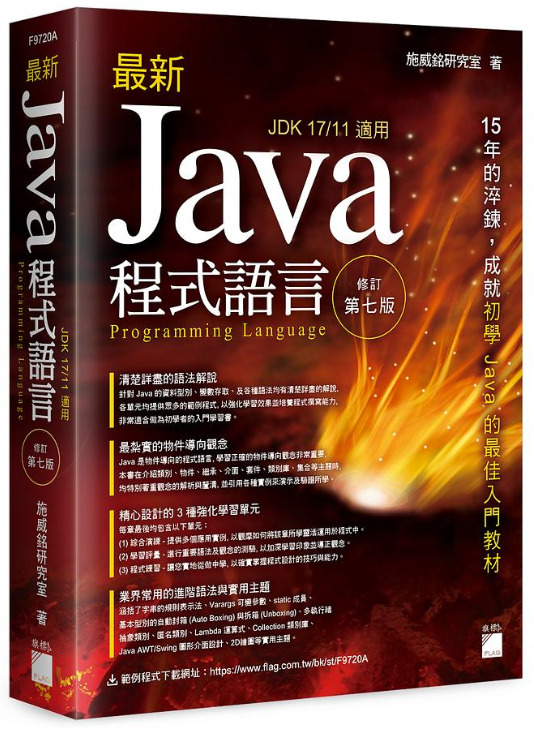 F9720A
最新
Java
程式語言
Programming Language
JDK 17/11 適用
修訂
第七版
施威銘研究室 著
旗標
FLAG
最新
施威銘研究室 著
JDK 17/11 適用
Java
程式語言
Programming Language
修訂
第七版
15年的淬鍊，成就初學 Java 的最佳入門教材
清楚詳盡的語法解說
針對 Java 的資料型別、變數存取、及各種語法均有清楚詳盡的解說,
各單元均提供眾多的範例程式, 以強化學習效果並培養程式撰寫能力,
非常適合做為初學者的入門學習書。
最紮實的物件導向觀念
Java 是物件導向的程式語言, 學習正確的物件導向觀念非常重要,
本書在介紹類別、物件、繼承、介面、套件、類別庫、集合等主題時,
均特別著重觀念的解析與釐清, 並引用各種實例來演示及驗證所學。
精心設計的 3 種強化學習單元
每章最後均包含以下單元：
(1) 綜合演練 - 提供多個應用實例, 以觀摩如何將該章所學靈活運用於程式中。
(2) 學習評量 - 進行重要語法及觀念的測驗, 以加深學習印象並導正觀念。
(3) 程式練習 - 讓您實地從做中學, 以確實掌握程式設計的技巧與能力。
業界常用的進階語法與實用主題
涵括了字串的規則表示法、Varargs 可變參數、static 成員、
基本型別的自動封箱 (Auto Boxing) 與拆箱 (Unboxing)、多執行緒
抽象類別、匿名類別、Lambda 運算式、Collection 類別庫、
Java AWT/Swing 圖形介面設計、2D繪圖等實用主題。
範例程式下載網址：https://www.flag.com.tw/bk/st/F9720A
旗標
FLAG